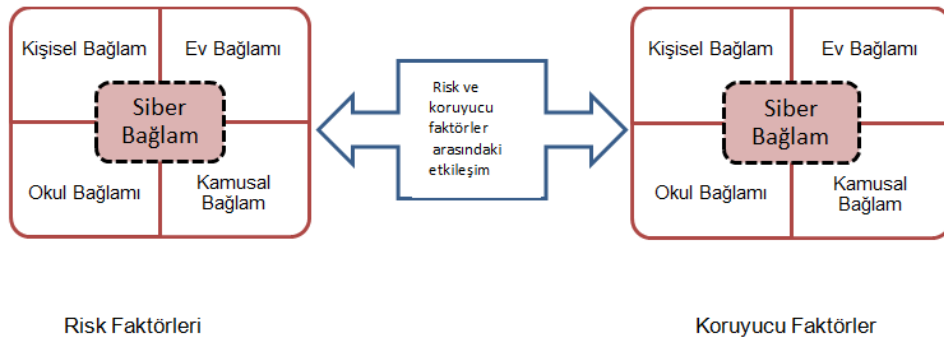 Kişisel Bağlam
Ev Bağlamı
Siber
Bağlam
Okul Bağlamı
Kamusal
Bağlam
Risk ve
koruyucu
faktörler
arasındaki
etkileşim
Kişisel Bağlam
Ev Bağlamı
Siber
Bağlam
Okul Bağlamı
Kamusal
Bağlam
Risk Faktörleri
Koruyucu Faktörler